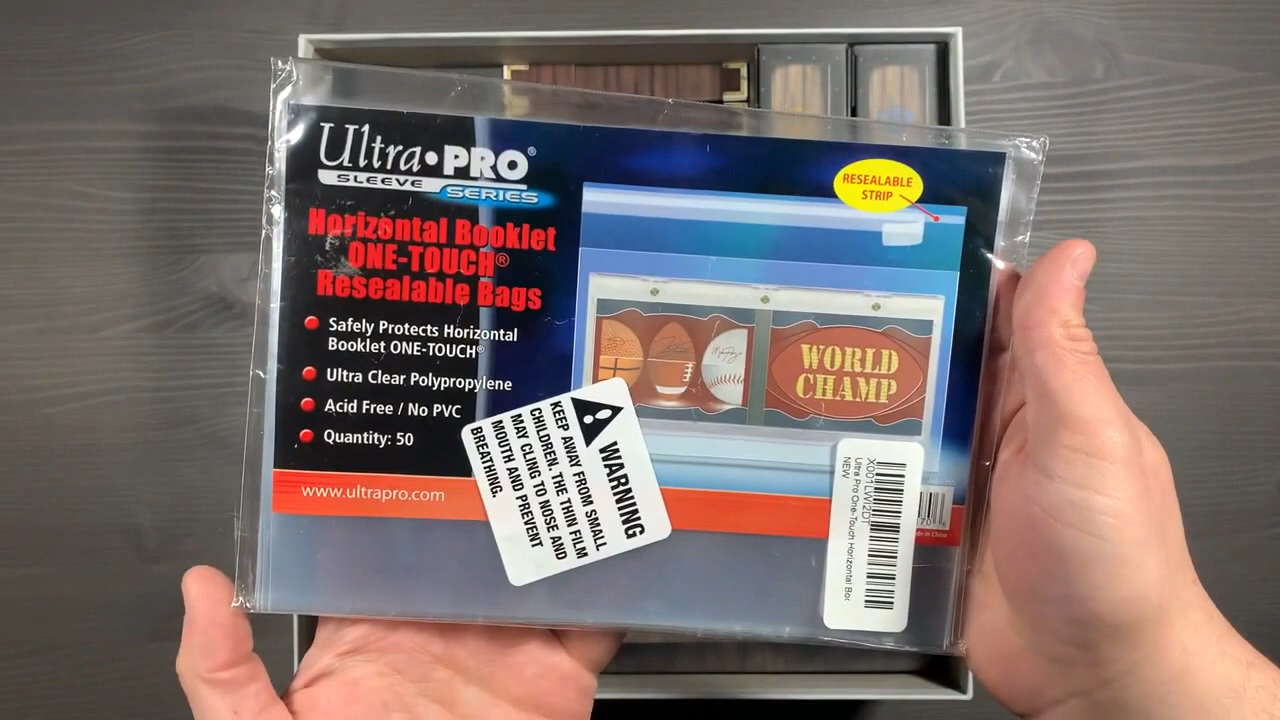 Ultra•PRO®
SLEEVE SERIES
Horizontal Booklet
ONE-TOUCH®
Resealable Bags
Safely Protects Horizontal
Booklet ONE-TOUCH®
Ultra Clear Polypropylene
Acid Free / No PVC
Quantity: 50
www.ultrapro.com
RESEALABLE
STRIP
WORLD
CHAMP
WARNING
KEEP AWAY FROM SMALL
CHILDREN. THE THIN FILM
MAY CLING TO NOSE AND
MOUTH AND PREVENT
BREATHING.
X001LWI2DT
Ultra Pro One-Touch Horizontal Boo
NEW
in China